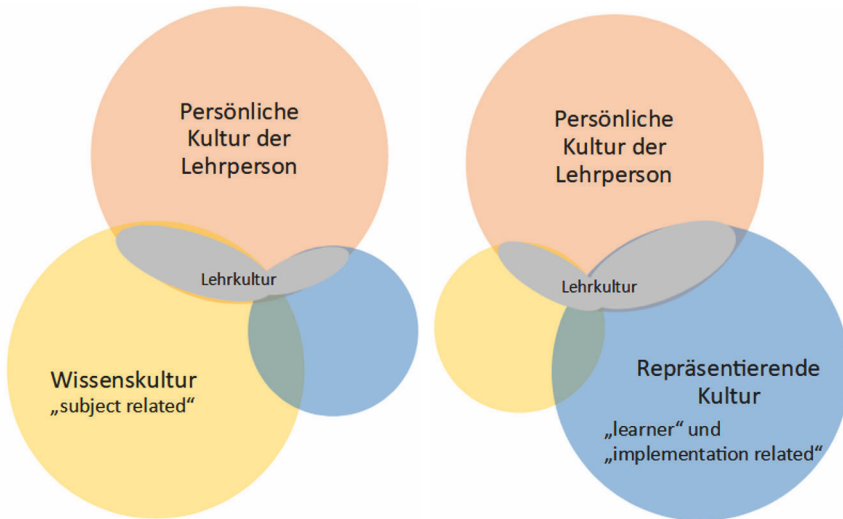 Persönliche
Kultur der
Lehrperson
Lehrkultur
Wissenskultur
„subject related“
Persönliche
Kultur der
Lehrperson
Lehrkultur
Repräsentierende
Kultur
„learner“ und
„implementation related“